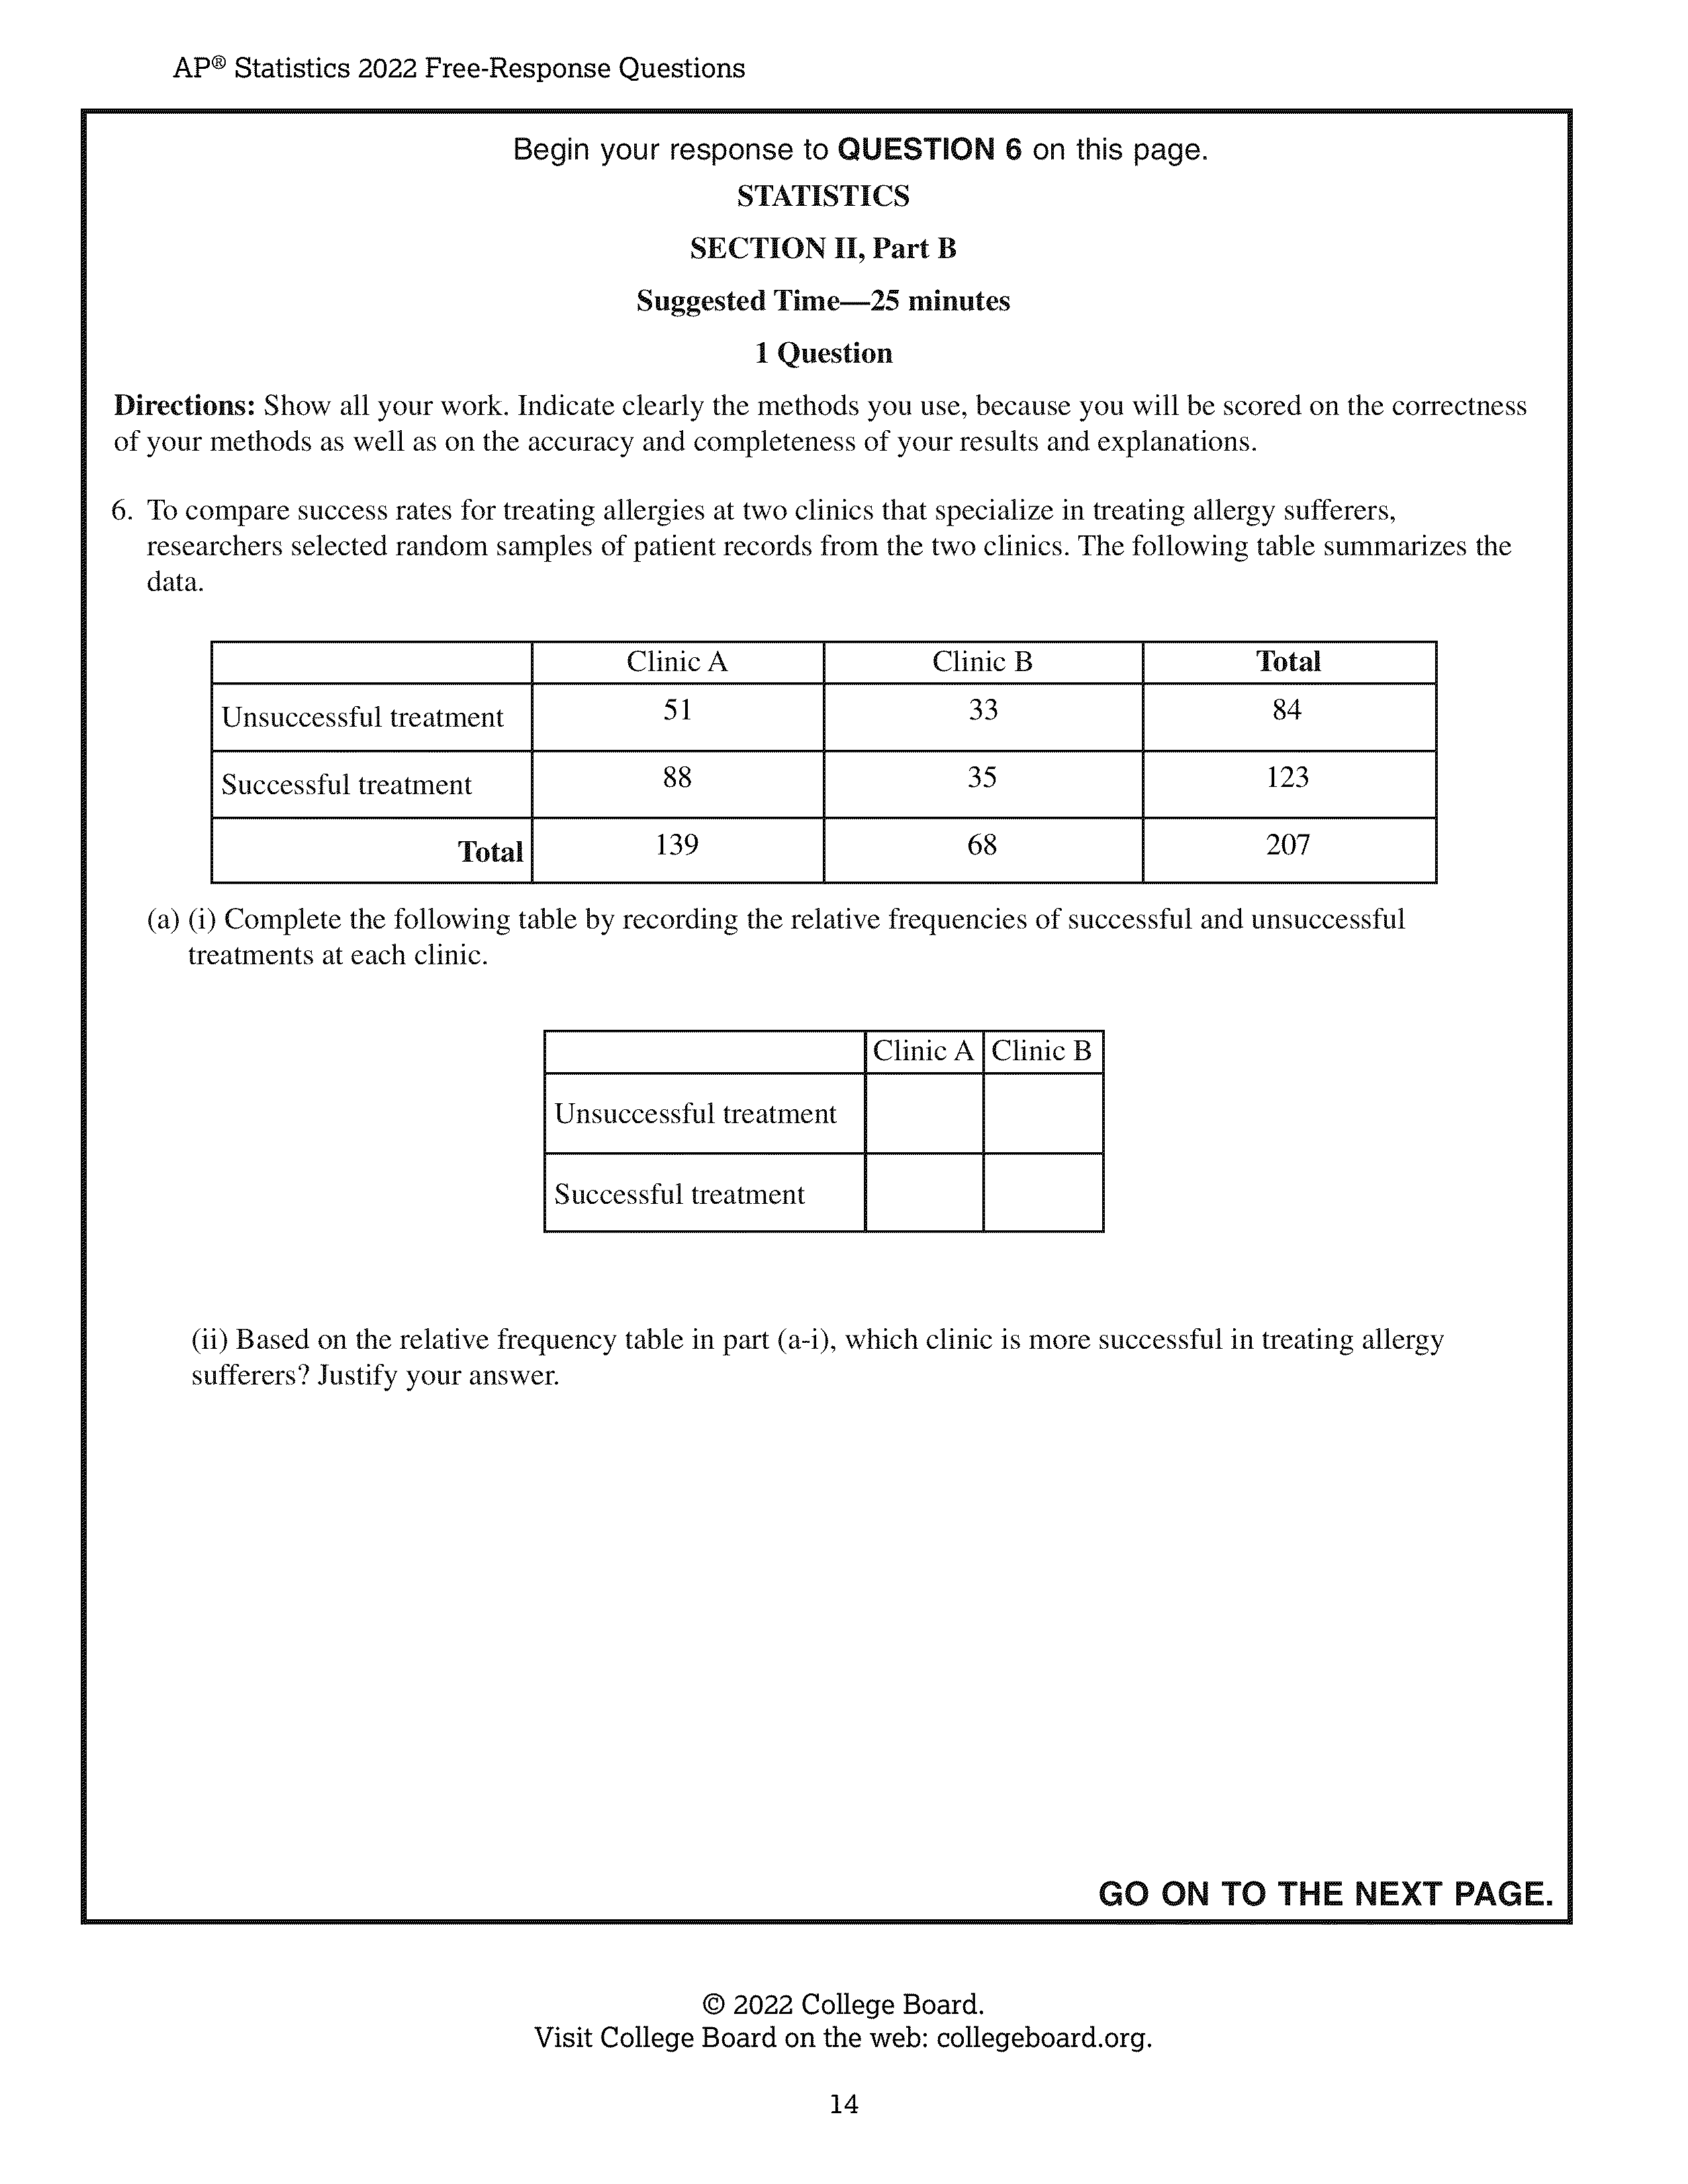 AP® Statistics 2022 Free-Response Questions
Begin your response to QUESTION 6 on this page.
STATISTICS
SECTION II, Part B
Suggested Time—25 minutes
1 Question
Directions: Show all your work. Indicate clearly the methods you use, because you will be scored on the correctness
of your methods as well as on the accuracy and completeness of your results and explanations.
6. To compare success rates for treating allergies at two clinics that specialize in treating allergy sufferers,
researchers selected random samples of patient records from the two clinics. The following table summarizes the
data.
Clinic A Clinic B Total
Unsuccessful treatment 51 33 84
Successful treatment 88 35 123
Total 139 68 207
(a) (i) Complete the following table by recording the relative frequencies of successful and unsuccessful
treatments at each clinic.
Clinic A Clinic B
Unsuccessful treatment
Successful treatment
(ii) Based on the relative frequency table in part (a-i), which clinic is more successful in treating allergy
sufferers? Justify your answer.
GO ON TO THE NEXT PAGE.
© 2022 College Board.
Visit College Board on the web: collegeboard.org.
14